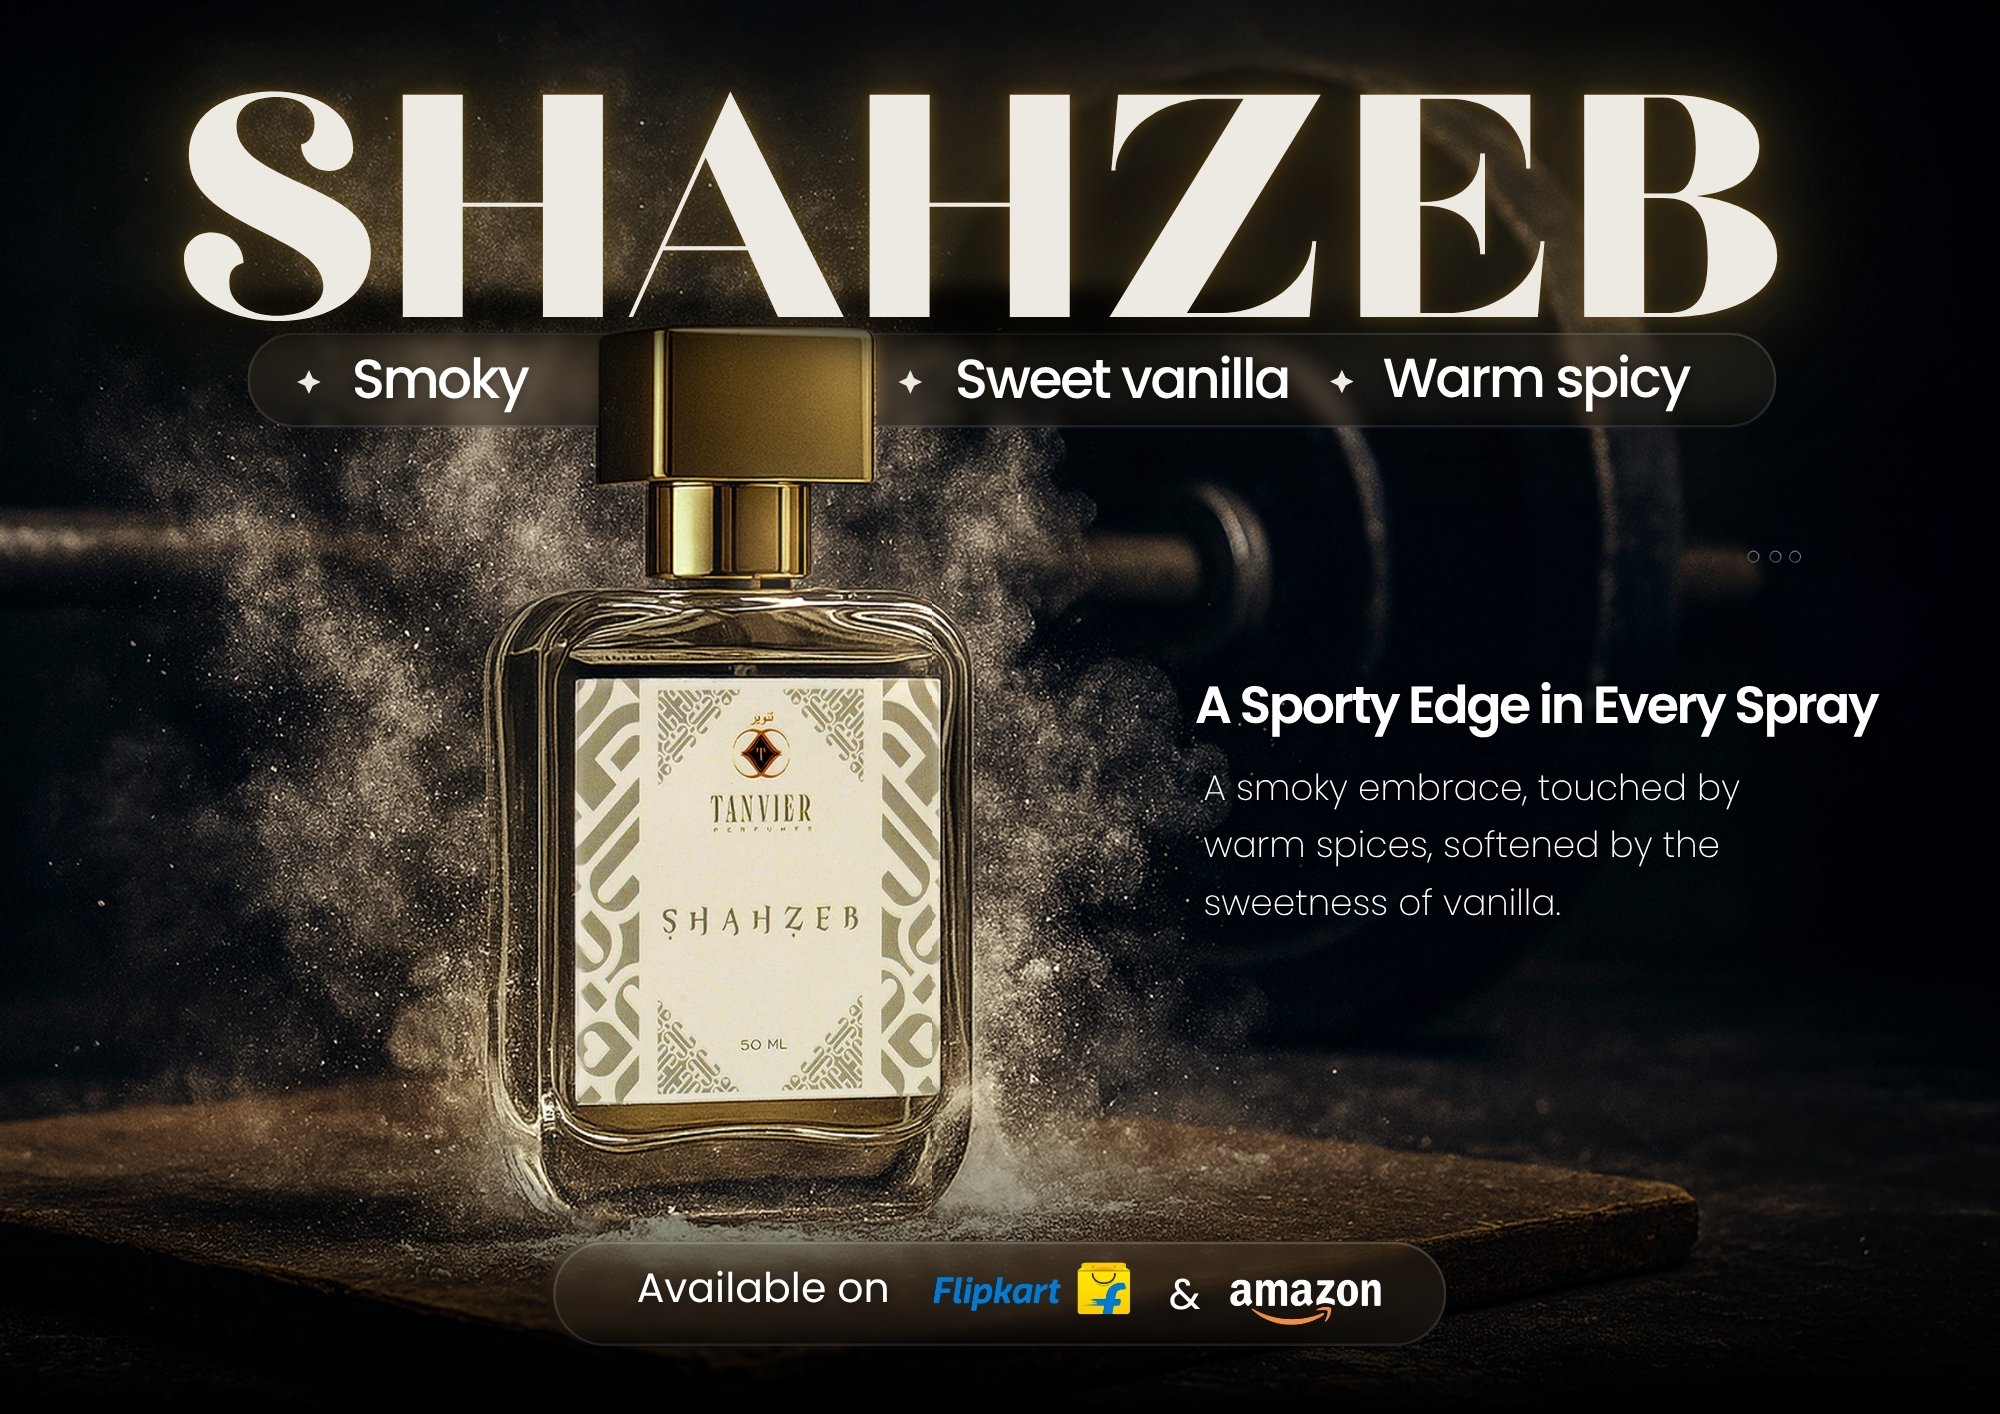 SHAHZEB
✦ Smoky ✦ Sweet vanilla ✦ Warm spicy
تنوير
T
TANVIER
PERFUMES
SHAHZEB
50 ML
A Sporty Edge in Every Spray
A smoky embrace, touched by
warm spices, softened by the
sweetness of vanilla.
Available on Flipkart f & amazon